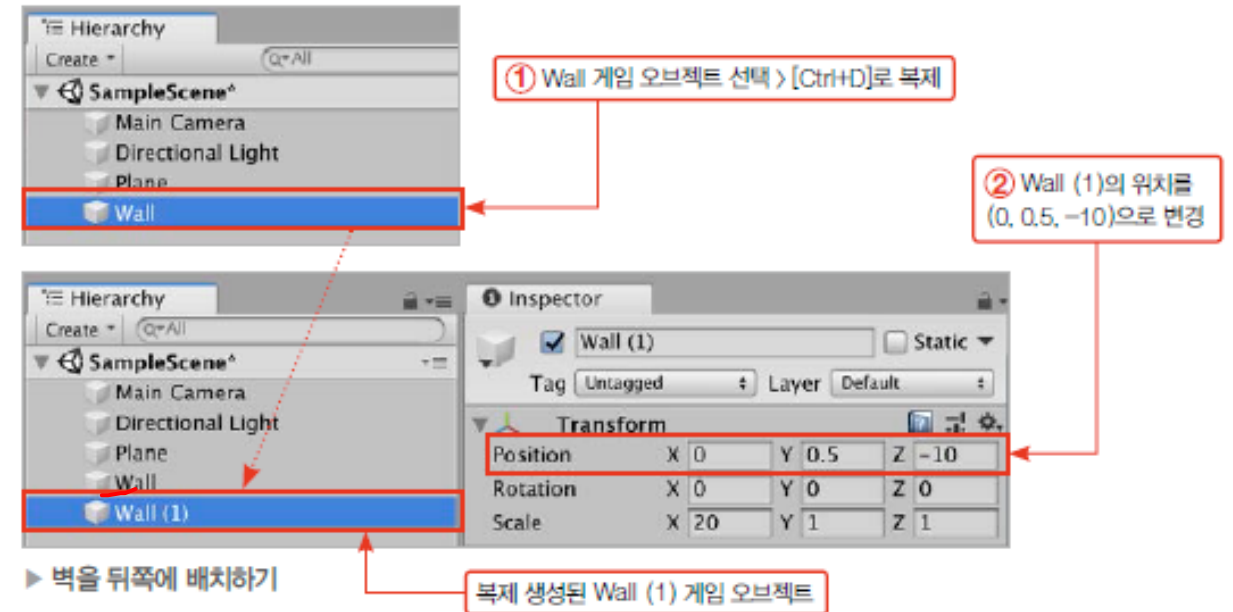 Hierarchy
Create
All
SampleScene*
Main Camera
Directional Light
Plane
Wall
① Wall 게임 오브젝트 선택 > [Ctrl+D]로 복제
② Wall (1)의 위치를
(0, 0.5, -10)으로 변경
Hierarchy
Create
All
SampleScene*
Main Camera
Directional Light
Plane
Wall
Wall (1)
Inspector
Wall (1)
Static
Tag Untagged Layer Default
Transform
Position X 0 Y 0.5 Z -10
Rotation X 0 Y 0 Z 0
Scale X 20 Y 1 Z 1
▶ 벽을 뒤쪽에 배치하기
복제 생성된 Wall (1) 게임 오브젝트